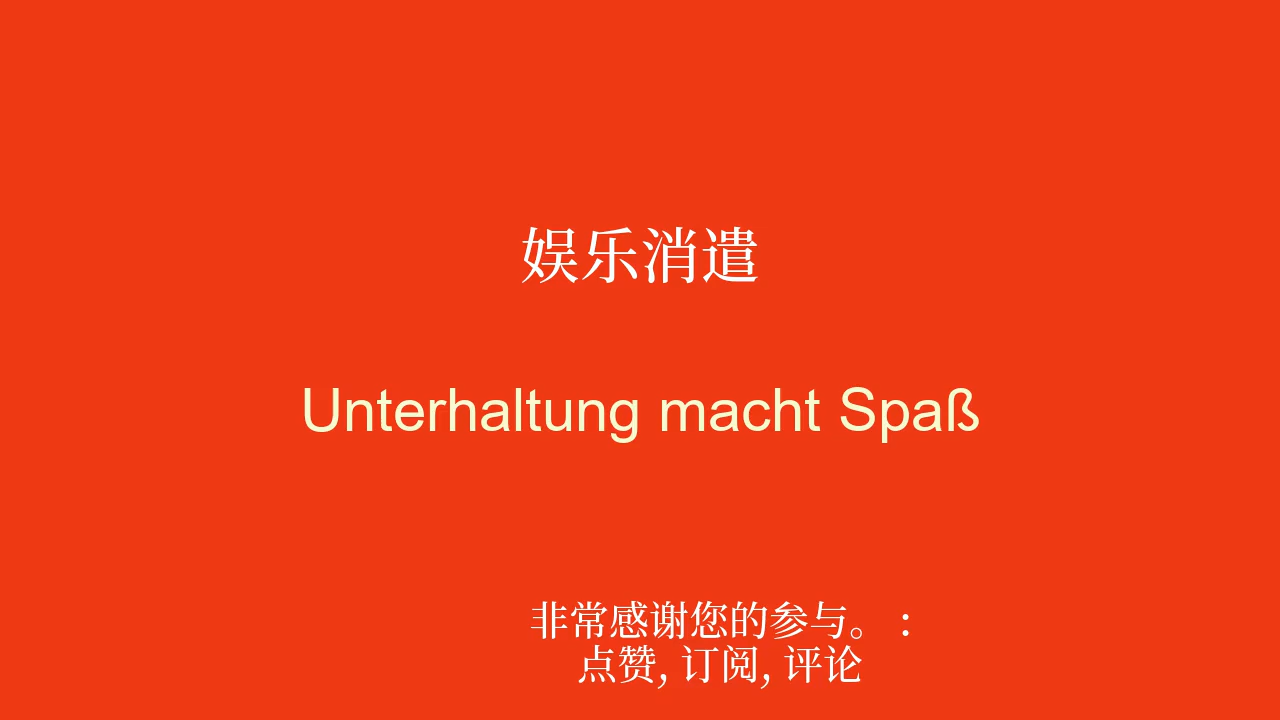 娱乐消遣
Unterhaltung macht Spaß
非常感谢您的参与。 :
点赞, 订阅, 评论